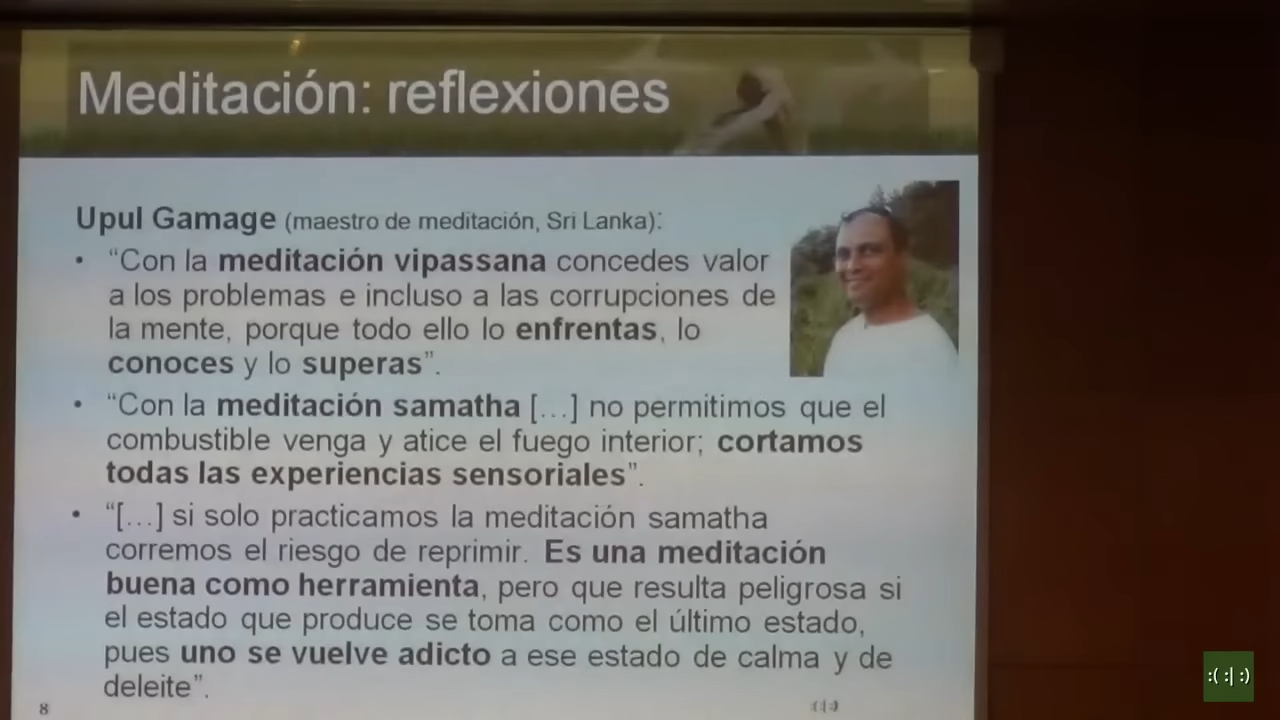 Meditación: reflexiones
Upul Gamage (maestro de meditación, Sri Lanka):
• “Con la meditación vipassana concedes valor
a los problemas e incluso a las corrupciones de
la mente, porque todo ello lo enfrentas, lo
conoces y lo superas”.
• “Con la meditación samatha [...] no permitimos que el
combustible venga y atice el fuego interior; cortamos
todas las experiencias sensoriales”.
• “[...] si solo practicamos la meditación samatha
corremos el riesgo de reprimir. Es una meditación
buena como herramienta, pero que resulta peligrosa si
el estado que produce se toma como el último estado,
pues uno se vuelve adicto a ese estado de calma y de
deleite”.
8
:(|:)
:( :| :)